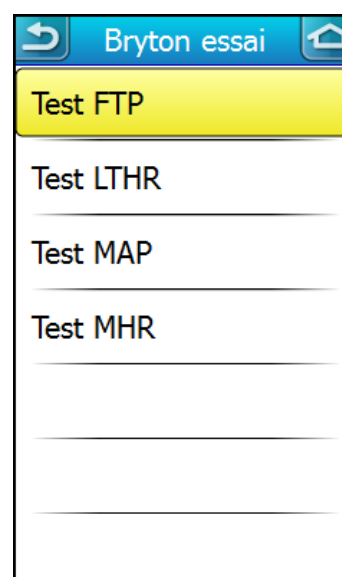 Bryton essai
Test FTP
Test LTHR
Test MAP
Test MHR